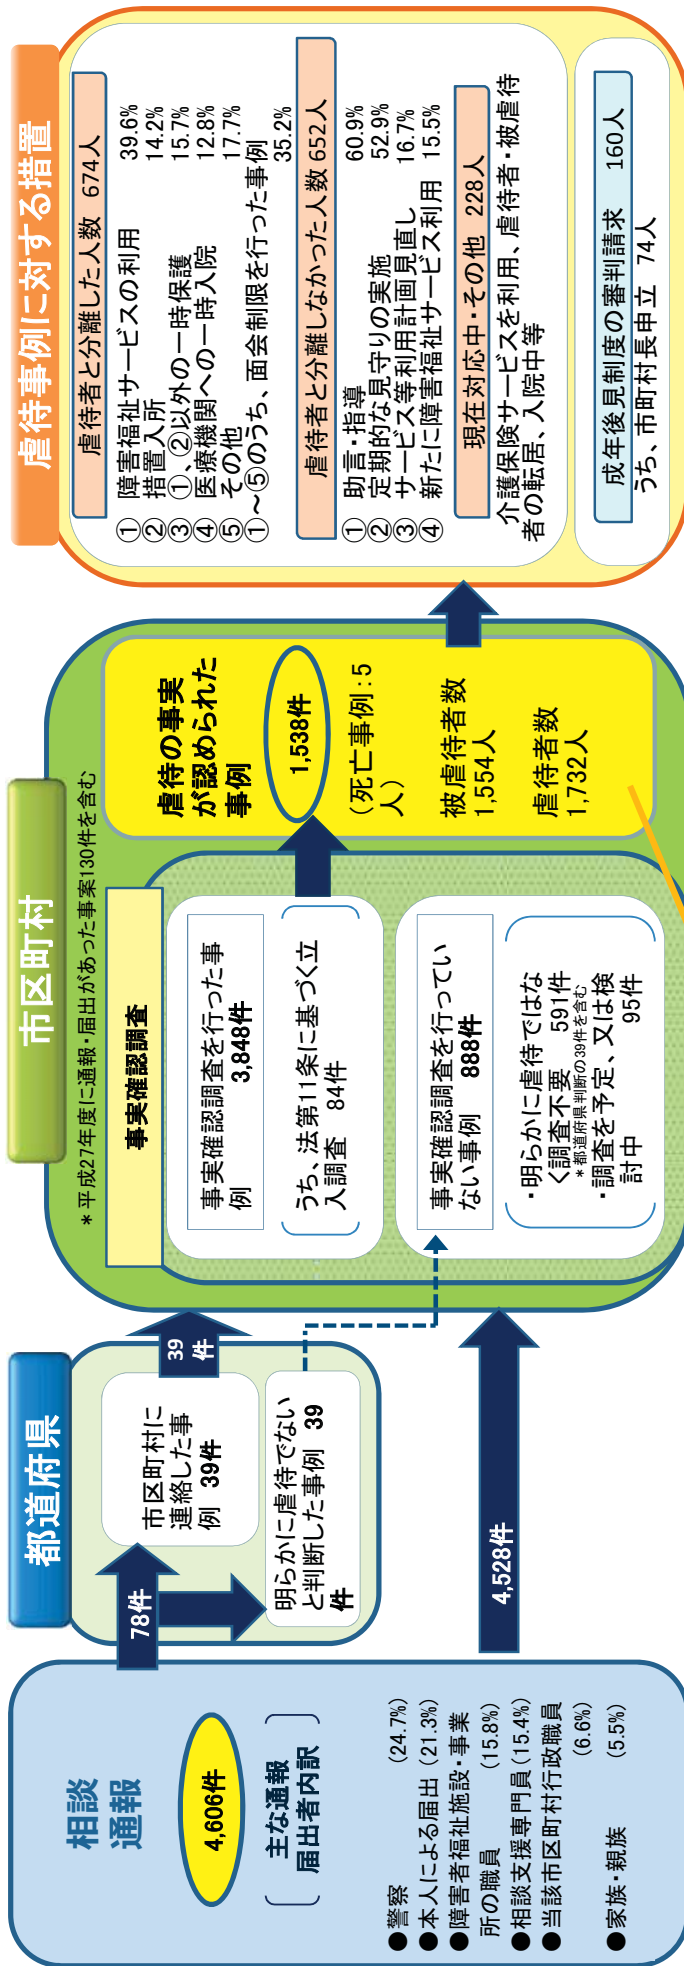 相談
通報
4,606件
主な通報
届出者内訳
●警察 (24.7%)
●本人による届出 (21.3%)
●障害者福祉施設・事業
所の職員 (15.8%)
●相談支援専門員 (15.4%)
●当該市区町村行政職員
(6.6%)
●家族・親族 (5.5%)
都道府県
78件
市区町村に
連絡した事
例 39件
明らかに虐待でない
と判断した事例 39
件
39
件
4,528件
市区町村
＊平成27年度に通報・届出があった事案130件を含む
事実確認調査
事実確認調査を行った事
例 3,848件
うち、法第11条に基づく立
入調査 84件
事実確認調査を行ってい
ない事例 888件
・明らかに虐待ではな
く調査不要 591件
＊都道府県判断の39件を含む
・調査を予定、又は検
討中 95件
虐待の事実
が認められた
事例
1,538件
(死亡事例：5
人)
被虐待者数
1,554人
虐待者数
1,732人
虐待事例に対する措置
虐待者と分離した人数 674人
① 障害福祉サービスの利用 39.6%
② 措置入所 14.2%
③ ①、②以外の一時保護 15.7%
④ 医療機関への一時入院 12.8%
⑤ その他 17.7%
①～⑤のうち、面会制限を行った事例
35.2%
虐待者と分離しなかった人数 652人
① 助言・指導 60.9%
② 定期的な見守りの実施 52.9%
③ サービス等利用計画見直し 16.7%
④ 新たに障害福祉サービス利用 15.5%
現在対応中・その他 228人
介護保険サービスを利用、虐待者・被虐待
者の転居、入院中等
成年後見制度の審判請求 160人
うち、市町村長申立 74人